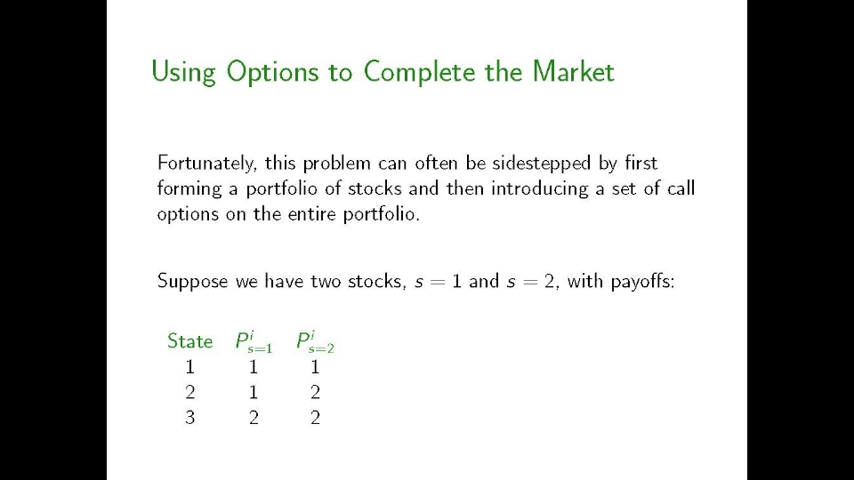 Using Options to Complete the Market
Fortunately, this problem can often be sidestepped by first
forming a portfolio of stocks and then introducing a set of call
options on the entire portfolio.
Suppose we have two stocks, s = 1 and s = 2, with payoffs:
State P^i_{s=1} P^i_{s=2}
1 1 1
2 1 2
3 2 2